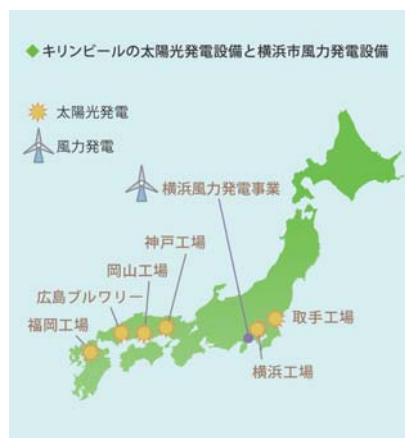 ◆キリンビールの太陽光発電設備と横浜市風力発電設備
太陽光発電
風力発電
横浜風力発電事業
神戸工場
岡山工場
広島ブルワリー
福岡工場
取手工場
横浜工場